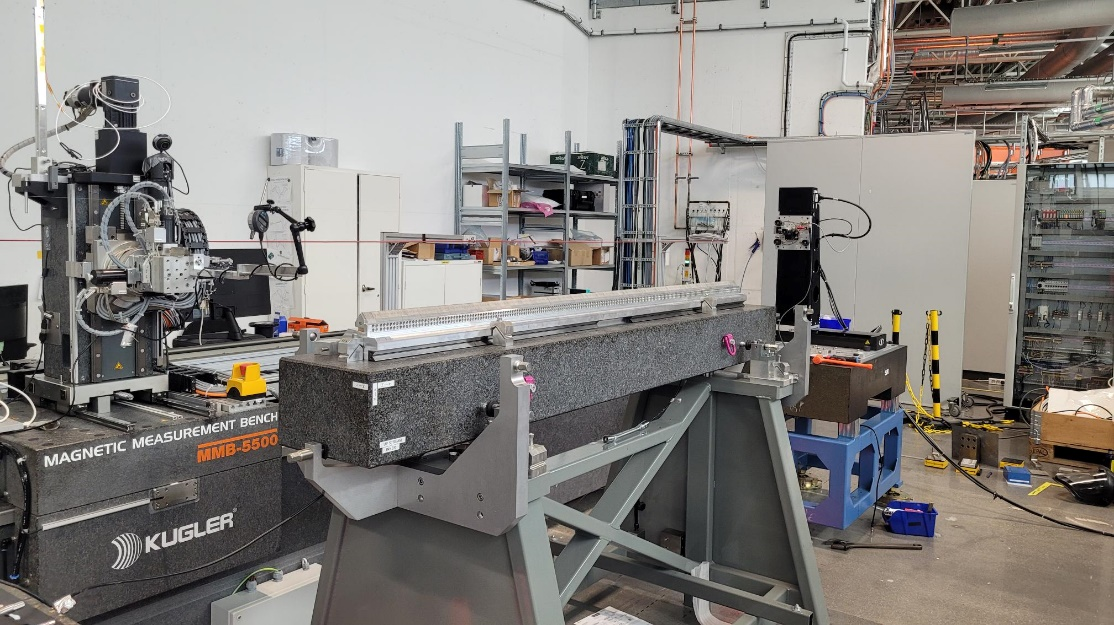 MAGNETIC MEASUREMENT BENCH
MMB-5500
KUGLER